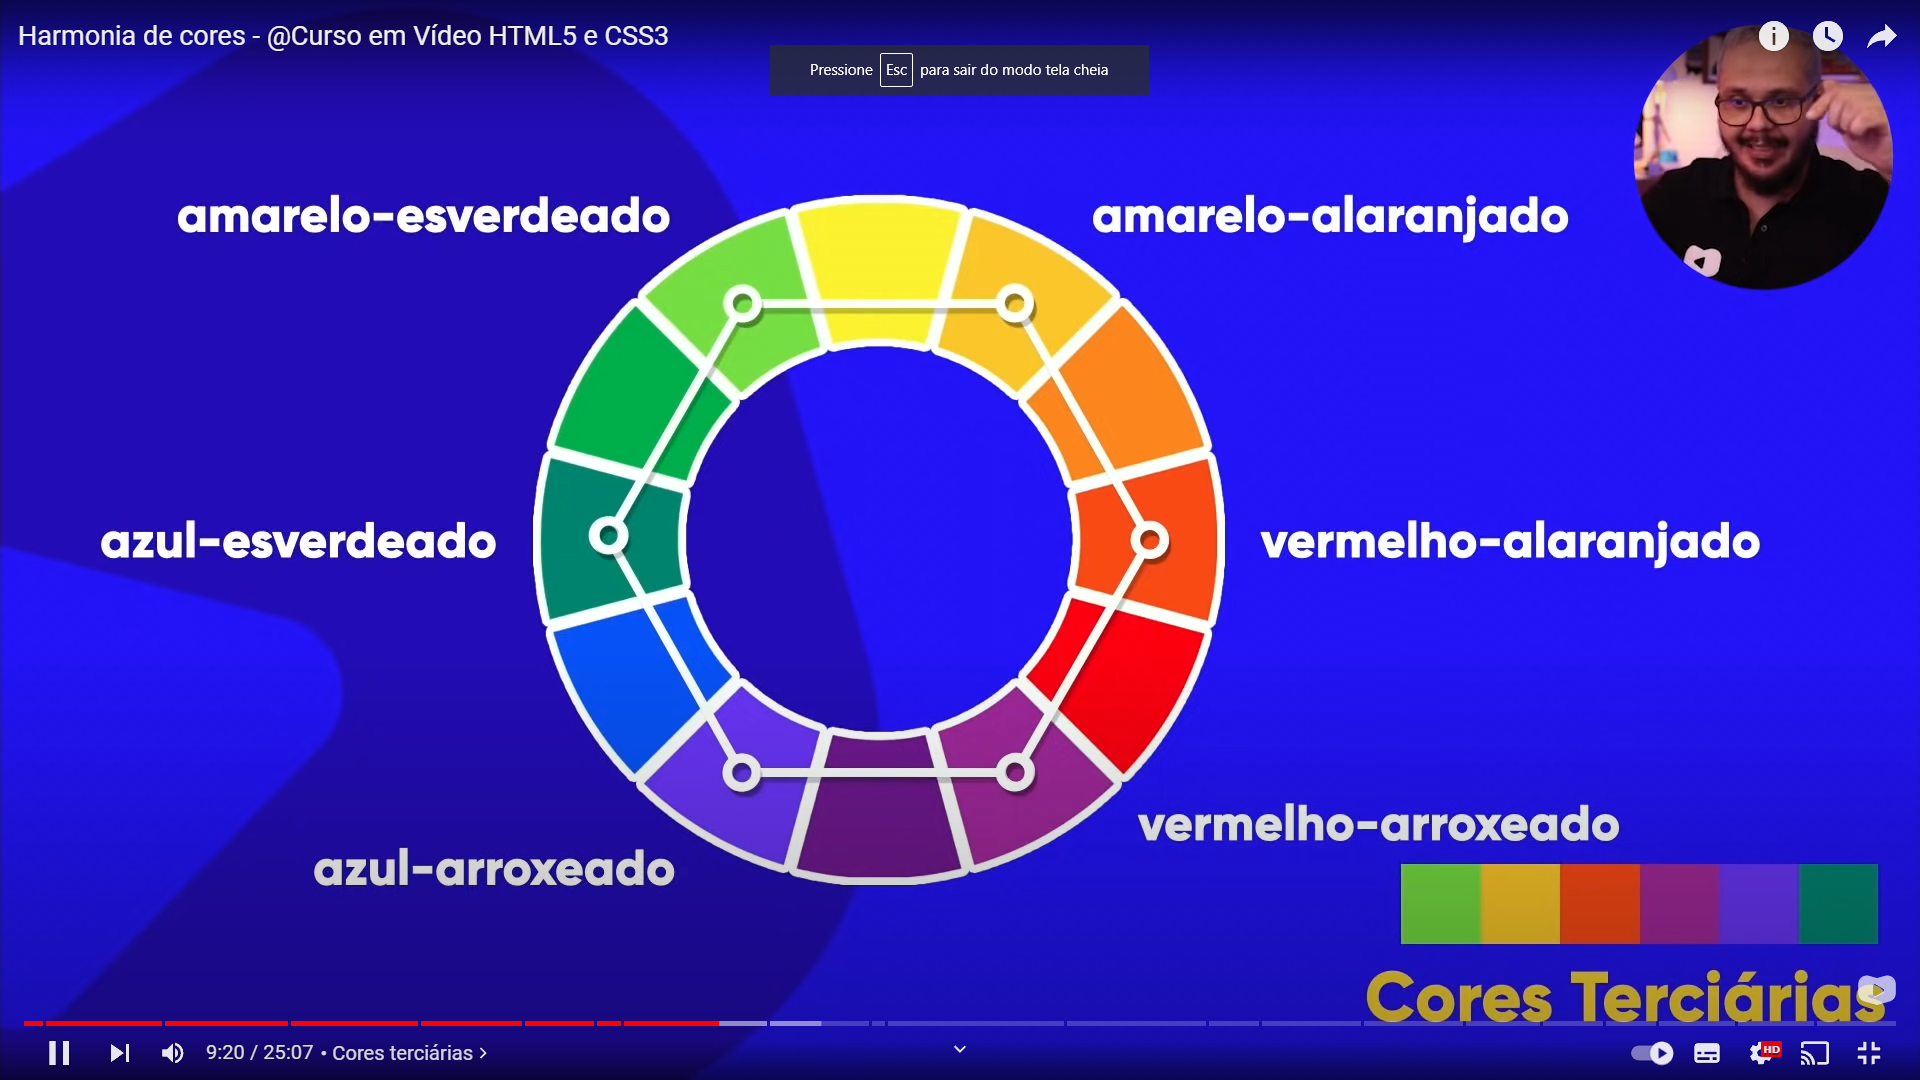 Harmonia de cores - @Curso em Vídeo HTML5 e CSS3
Pressione Esc para sair do modo tela cheia
amarelo-esverdeado
amarelo-alaranjado
azul-esverdeado
vermelho-alaranjado
vermelho-arroxeado
azul-arroxeado
Cores Terciárias
9:20 / 25:07 • Cores terciárias
HD